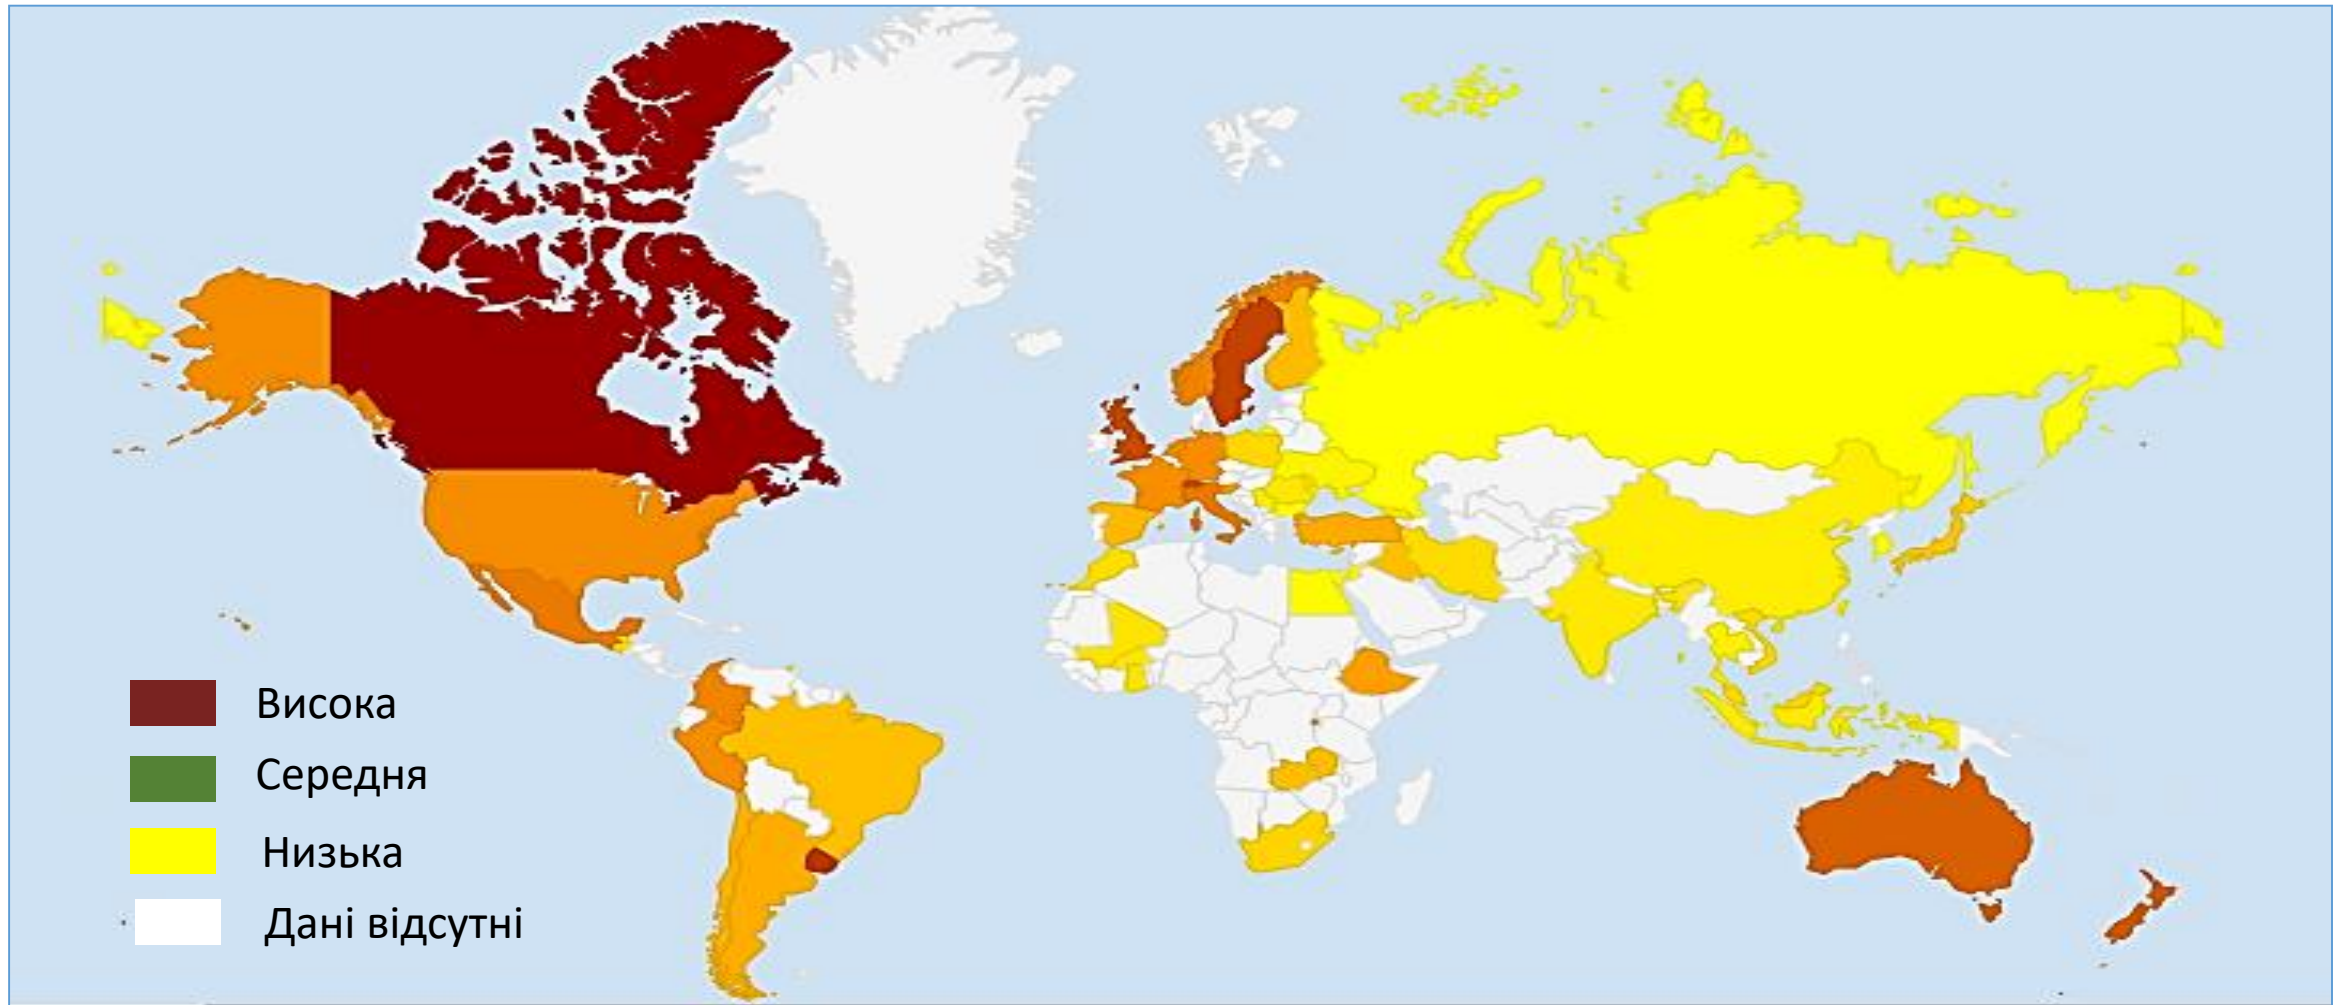 Висока
Середня
Низька
Дані відсутні